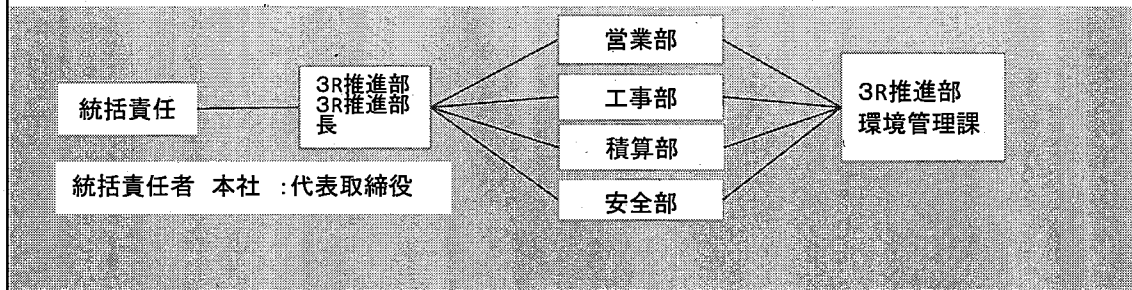 統括責任
統括責任者 本社 :代表取締役
3R推進部
3R推進部
長
営業部
工事部
積算部
安全部
3R推進部
環境管理課